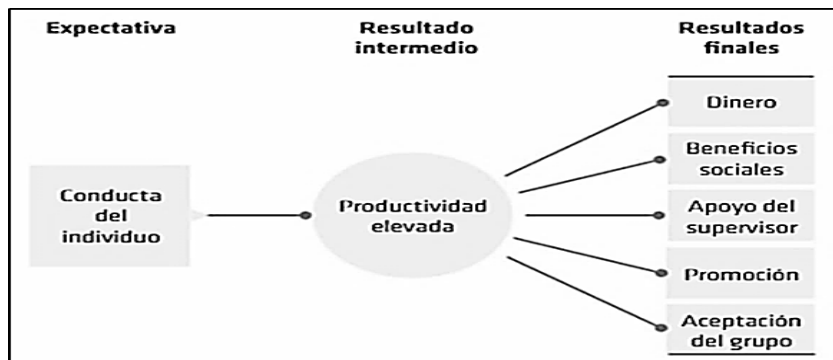 Expectativa
Resultado
intermedio
Resultados
finales
Conducta
del
individuo
Productividad
elevada
Dinero
Beneficios
sociales
Apoyo del
supervisor
Promoción
Aceptación
del grupo